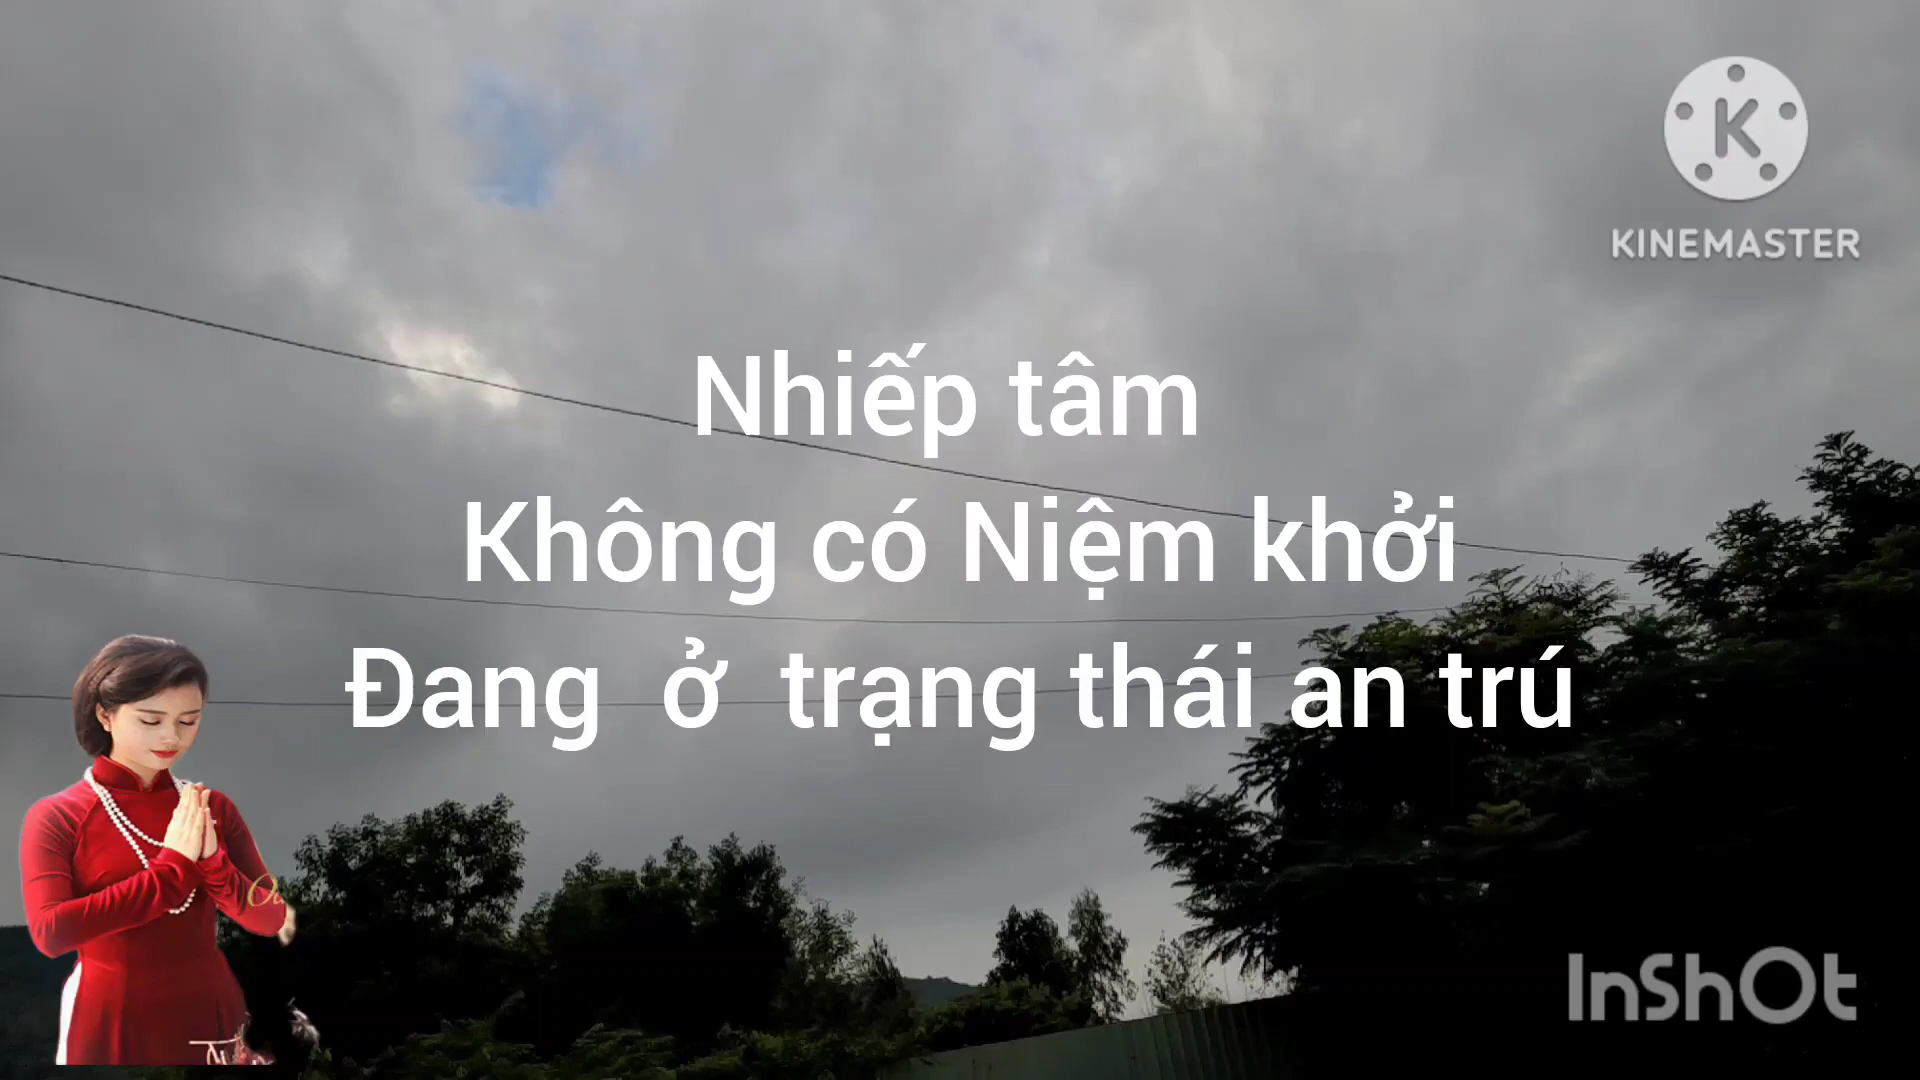 K
KINEMASTER
Nhiếp tâm
Không có Niệm khởi
Đang ở trạng thái an trú
InShOt